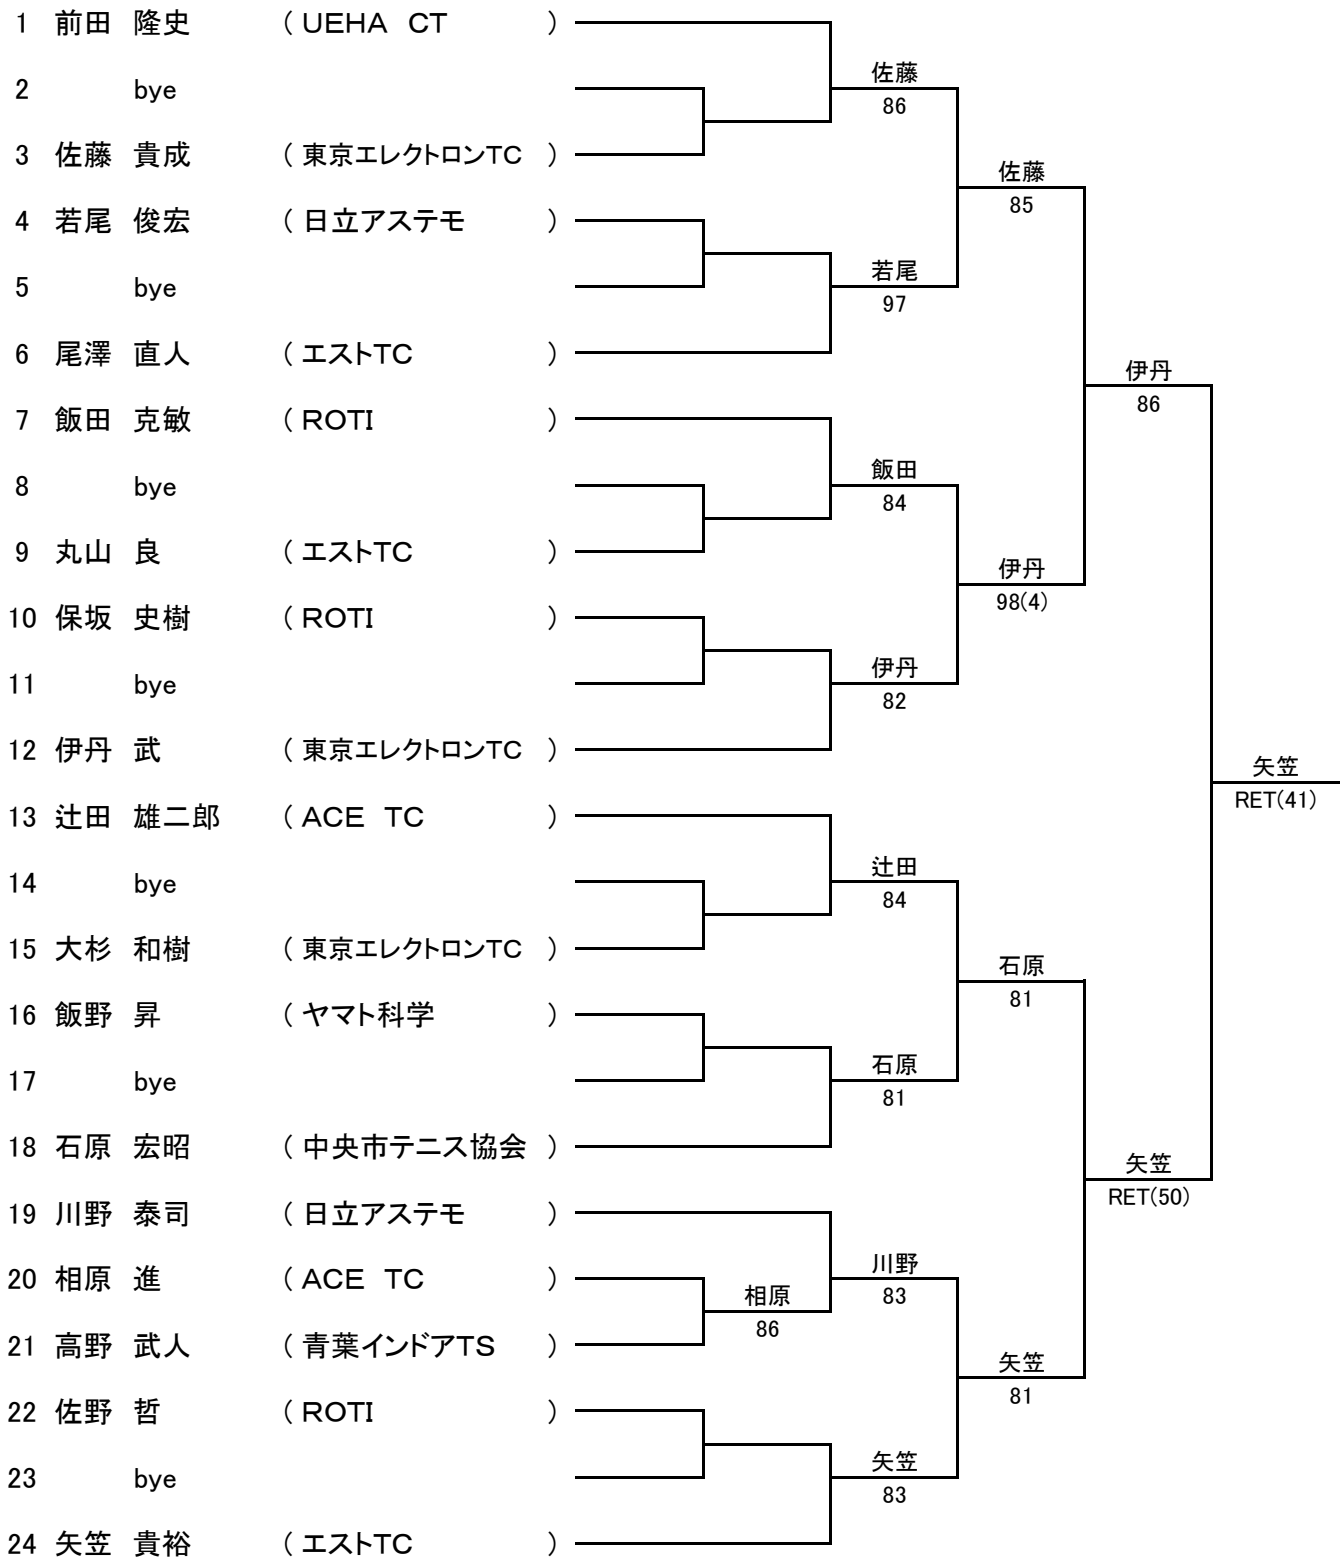 1 前田 隆史 ( UEHA CT )
2 bye
3 佐藤 貴成 ( 東京エレクトロンTC )
4 若尾 俊宏 ( 日立アステモ )
5 bye
6 尾澤 直人 ( エストTC )
7 飯田 克敏 ( ROTI )
8 bye
9 丸山 良 ( エストTC )
10 保坂 史樹 ( ROTI )
11 bye
12 伊丹 武 ( 東京エレクトロンTC )
13 辻田 雄二郎 ( ACE TC )
14 bye
15 大杉 和樹 ( 東京エレクトロンTC )
16 飯野 昇 ( ヤマト科学 )
17 bye
18 石原 宏昭 ( 中央市テニス協会 )
19 川野 泰司 ( 日立アステモ )
20 相原 進 ( ACE TC )
21 高野 武人 ( 青葉インドアTS )
22 佐野 哲 ( ROTI )
23 bye
24 矢笠 貴裕 ( エストTC )
相原
86
佐藤
86
若尾
97
飯田
84
伊丹
82
辻田
84
石原
81
川野
83
矢笠
83
佐藤
85
伊丹
98(4)
石原
81
矢笠
81
伊丹
86
矢笠
RET(50)
矢笠
RET(41)